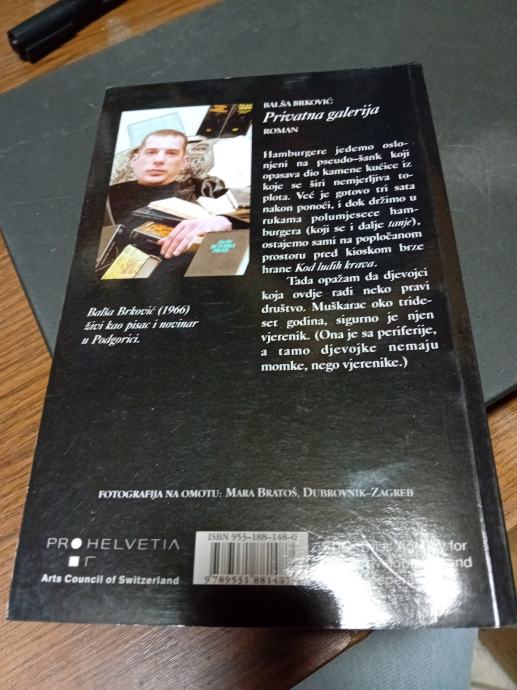 BALŠA BRKOVIĆ:
Privatna galerija
ROMAN
Hamburgere jedemo oslo-
njeni na pseudo-šank koji
opasava dio kamene kućice iz
koje se širi nemjerljiva to-
plota. Već je gotovo tri sata
nakon ponoći, i dok držimo u
rukama polumjesece ham-
burgera (koji se i dalje tanje),
ostajemo sami na popločanom
prostoru pred kioskom brze
hrane Kod ludih krava.
Tada opažam da djevojci
koja ovdje radi neko pravi
društvo. Muškarac oko tride-
set godina, sigurno je njen
vjerenik. (Ona je sa periferije,
a tamo djevojke nemaju
momke, nego vjerenike.)
Balša Brković (1966)
živi kao pisac i novinar
u Podgorici.
FOTOGRAFIJA NA OMOTU: MARA BRATOŠ, DUBROVNIK–ZAGREB
PRO HELVETIA
Arts Council of Switzerland
ISBN 953-188-148-0
9789531 88148
for
and